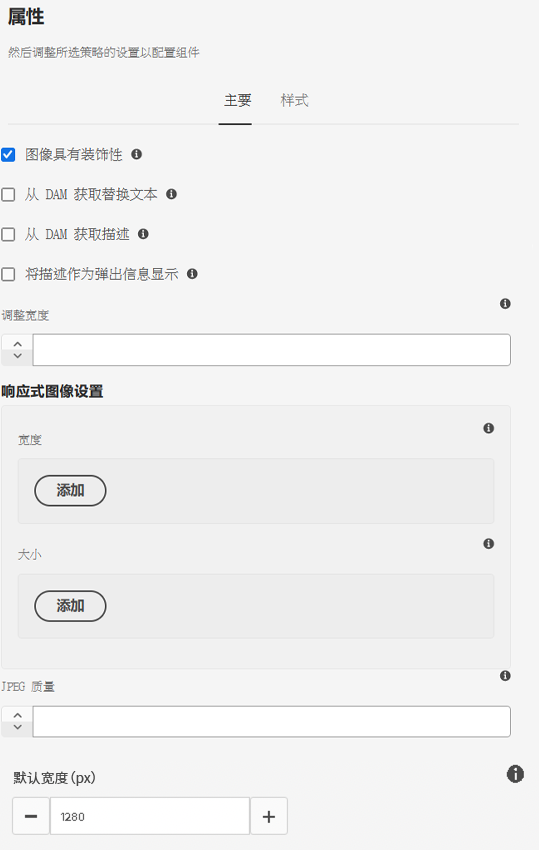 属性
然后调整所选策略的设置以配置组件
主要 样式
图像具有装饰性
从 DAM 获取替换文本
从 DAM 获取描述
将描述作为弹出信息显示
调整宽度
响应式图像设置
宽度
添加
大小
添加
JPEG 质量
默认宽度(px)
1280